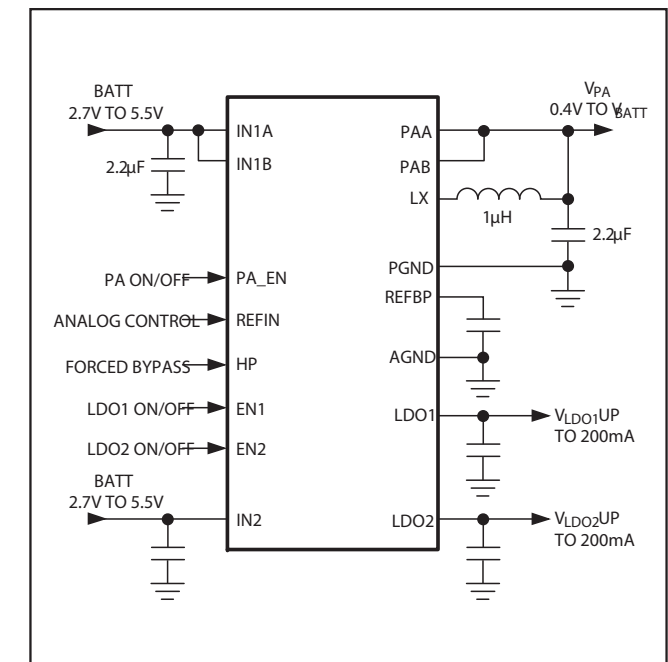 BATT
2.7V TO 5.5V
2.2µF
PA ON/OFF
ANALOG CONTROL
FORCED BYPASS
LDO1 ON/OFF
LDO2 ON/OFF
BATT
2.7V TO 5.5V
IN1A
IN1B
PA_EN
REFIN
HP
EN1
EN2
IN2
PAA
PAB
LX
PGND
REFBP
AGND
LDO1
LDO2
VPA
0.4V TO VBATT
1µH
2.2µF
VLDO1UP
TO 200mA
VLDO2UP
TO 200mA